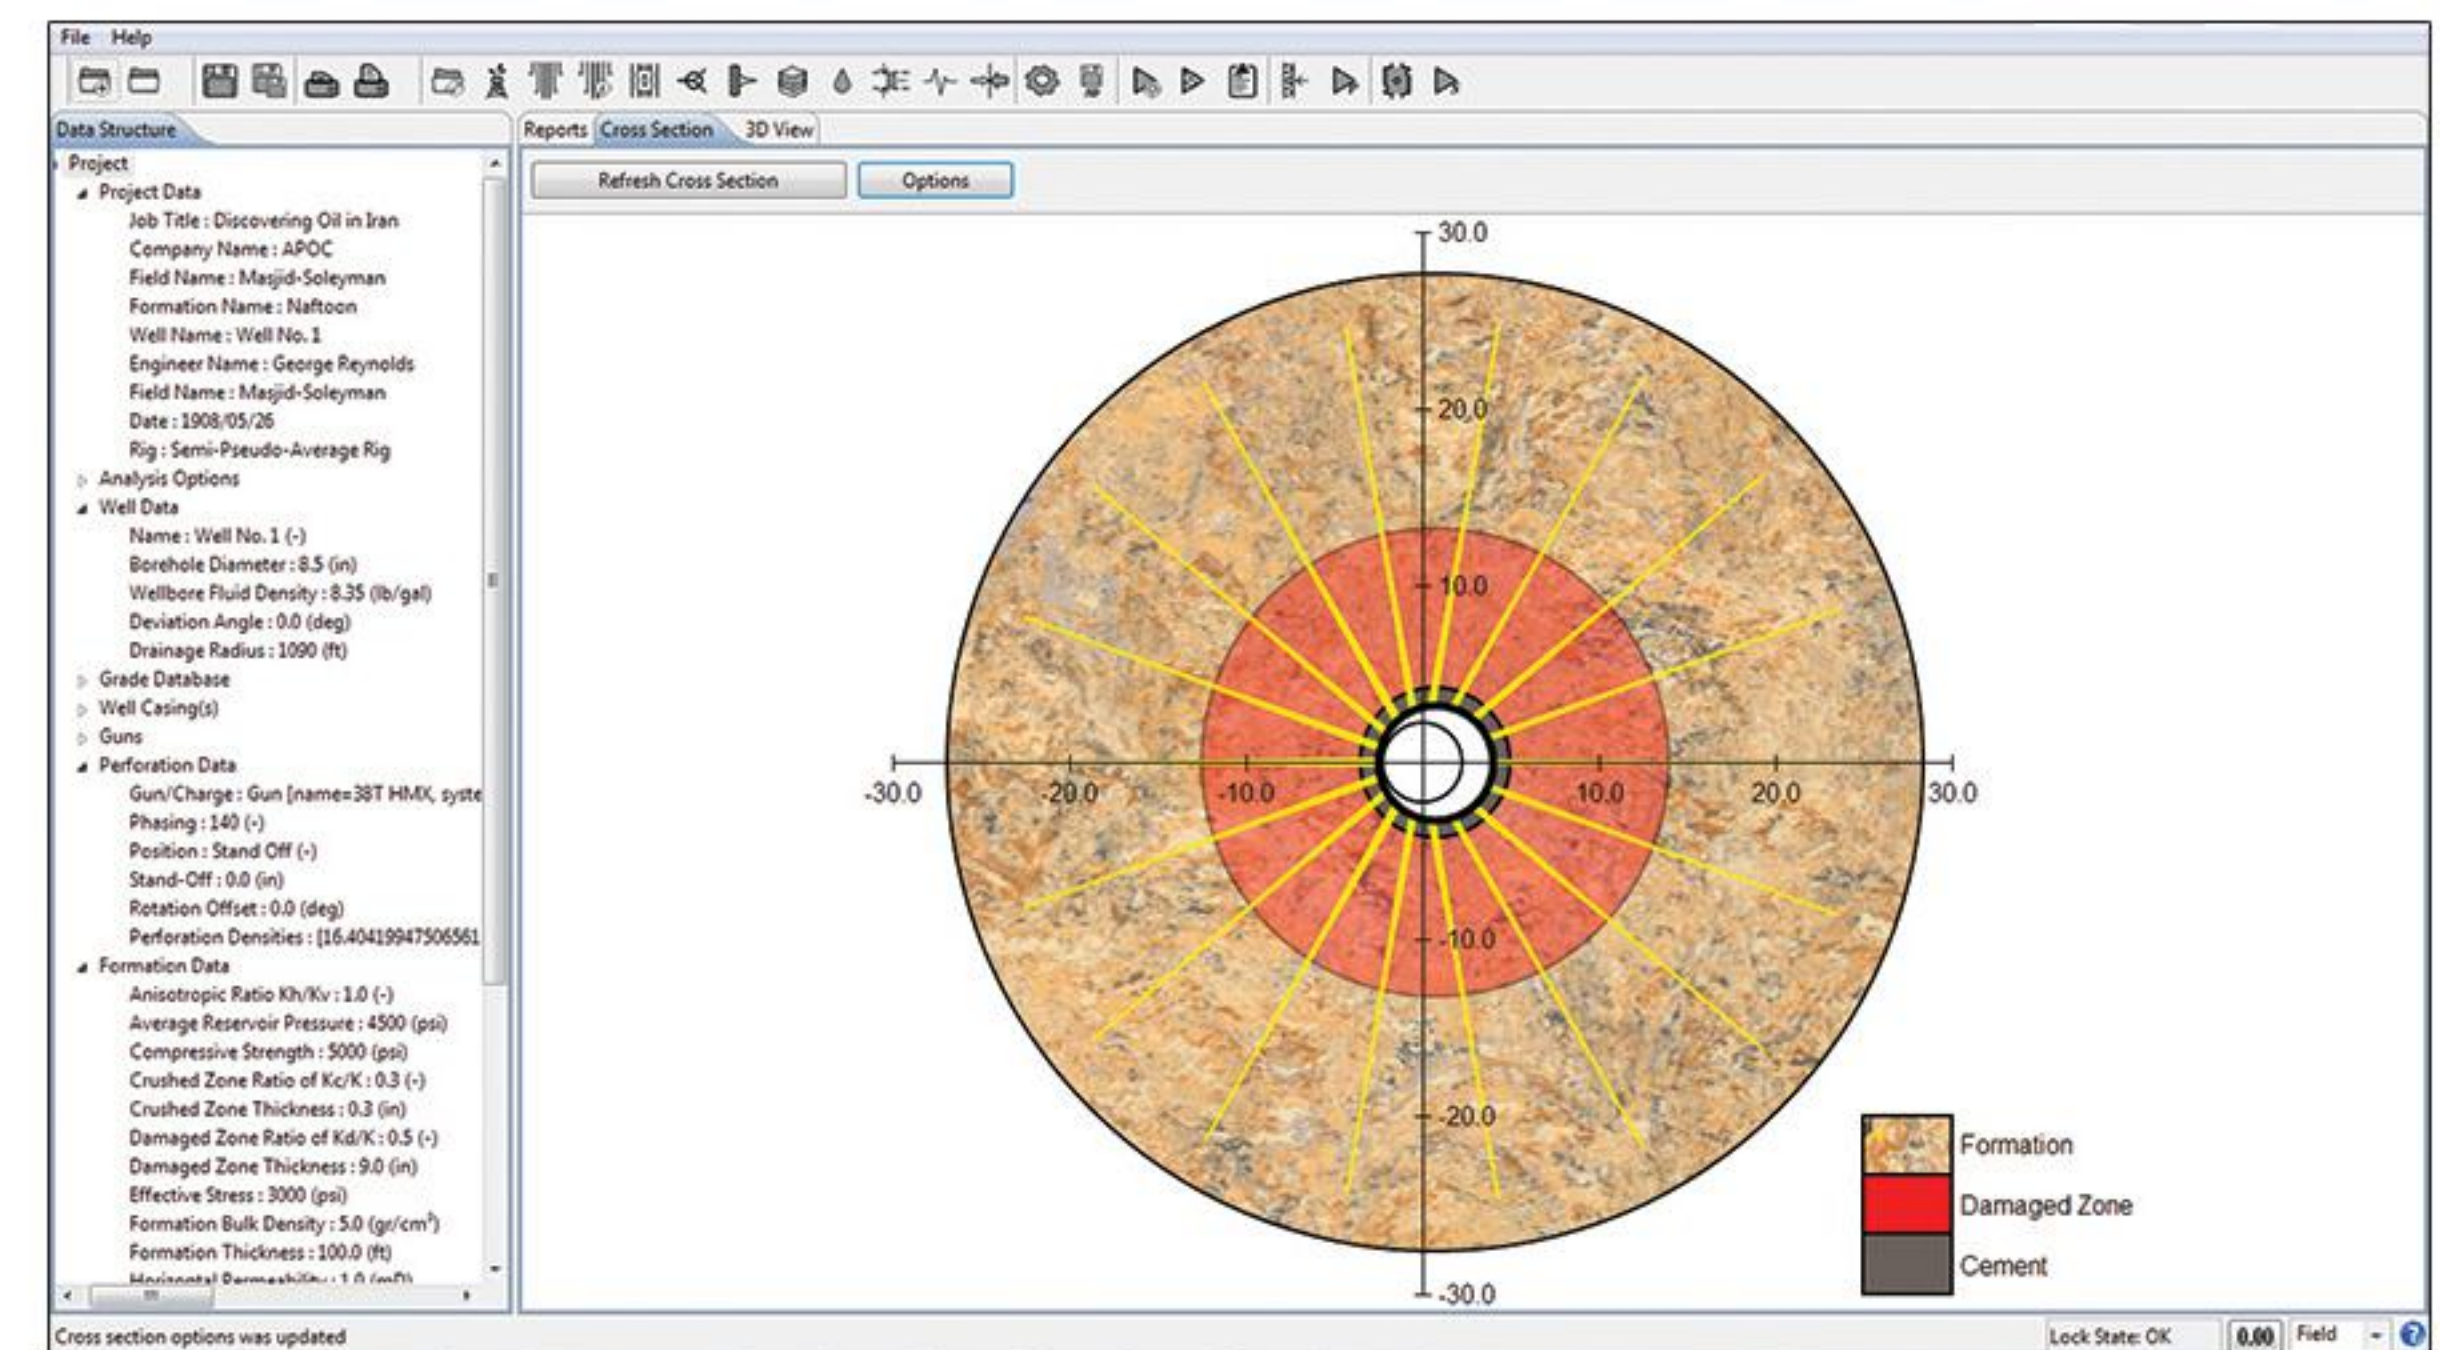 File Help
Data Structure
Reports Cross Section 3D View
Project
Project Data
Job Title : Discovering Oil in Iran
Company Name : APOC
Field Name : Masjid-Soleyman
Formation Name : Naftoon
Well Name : Well No. 1
Engineer Name : George Reynolds
Field Name : Masjid-Soleyman
Date : 1908/05/26
Rig : Semi-Pseudo-Average Rig
Analysis Options
Well Data
Name : Well No. 1 (-)
Borehole Diameter : 8.5 (in)
Wellbore Fluid Density : 8.35 (lb/gal)
Deviation Angle : 0.0 (deg)
Drainage Radius : 1090 (ft)
Grade Database
Well Casing(s)
Guns
Perforation Data
Gun/Charge : Gun [name=38T HMX, syste
Phasing : 140 (-)
Position : Stand Off (-)
Stand-Off : 0.0 (in)
Rotation Offset : 0.0 (deg)
Perforation Densities : [16.40419947506561
Formation Data
Anisotropic Ratio Kh/Kv : 1.0 (-)
Average Reservoir Pressure : 4500 (psi)
Compressive Strength : 5000 (psi)
Crushed Zone Ratio of Kc/K : 0.3 (-)
Crushed Zone Thickness : 0.3 (in)
Damaged Zone Ratio of Kd/K : 0.5 (-)
Damaged Zone Thickness : 9.0 (in)
Effective Stress : 3000 (psi)
Formation Bulk Density : 5.0 (gr/cm³)
Formation Thickness : 100.0 (ft)
Horizontal Permeability : 1.0 (mD)
Refresh Cross Section Options
30.0
20.0
10.0
-30.0 -20.0 -10.0 10.0 20.0 30.0
-10.0
-20.0
-30.0
Formation
Damaged Zone
Cement
Cross section options was updated
Lock State: OK 0.00 Field ?